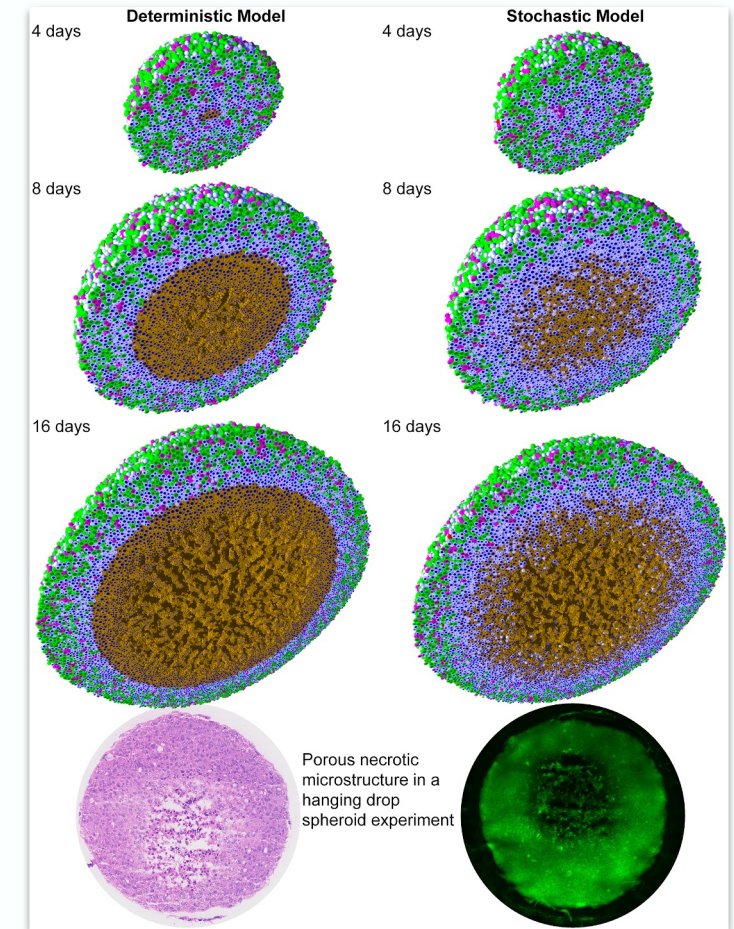 Deterministic Model
Stochastic Model
4 days
4 days
8 days
8 days
16 days
16 days
Porous necrotic
microstructure in a
hanging drop
spheroid experiment